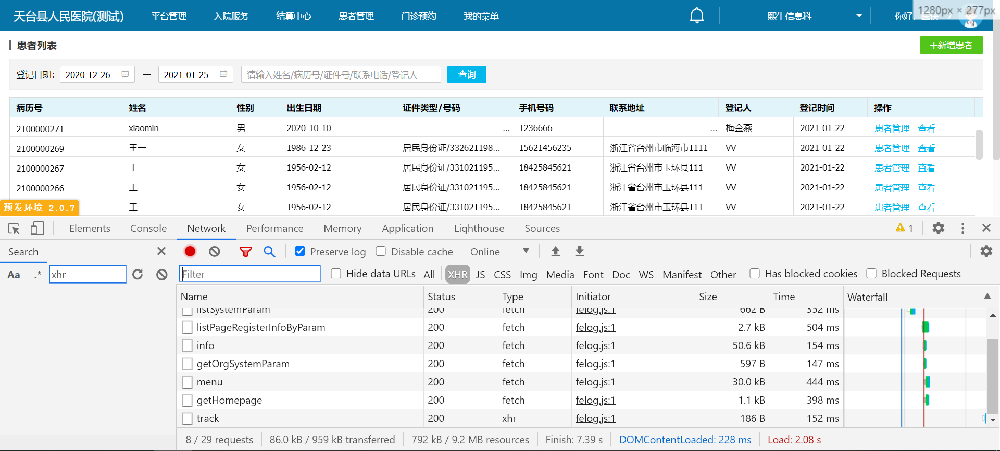 天台县人民医院(测试) 平台管理 入院服务 结算中心 患者管理 门诊预约 我的菜单 熙牛信息科 你好,
1280px × 277px
患者列表 +新增患者
登记日期: 2020-12-26 — 2021-01-25 请输入姓名/病历号/证件号/联系电话/登记人 查询
病历号 姓名 性别 出生日期 证件类型/号码 手机号码 联系地址 登记人 登记时间 操作
2100000271 xiaomin 男 2020-10-10 ... 1236666 ... 梅金燕 2021-01-22 患者管理 查看
2100000269 王一 女 1986-12-23 居民身份证/332621198... 15621456235 浙江省台州市临海市1111 VV 2021-01-22 患者管理 查看
2100000267 王一一 女 1956-02-12 居民身份证/331021195... 18425845621 浙江省台州市玉环县111 VV 2021-01-22 患者管理 查看
2100000266 王一一 女 1956-02-12 居民身份证/331021195... 18425845621 浙江省台州市玉环县111 VV 2021-01-22 患者管理 查看
王一一 女 1956-02-12 居民身份证/331021195... 18425845621 浙江省台州市玉环县111 VV 2021-01-22 患者管理 查看
预发环境 2.0.7
Elements Console Network Performance Memory Application Lighthouse Sources 1
Search Preserve log Disable cache Online
Aa .* xhr Filter Hide data URLs All XHR JS CSS Img Media Font Doc WS Manifest Other Has blocked cookies Blocked Requests
Name Status Type Initiator Size Time Waterfall
listSystemParam 200 fetch felog.js:1 662 B 352 ms
listPageRegisterInfoByParam 200 fetch felog.js:1 2.7 kB 504 ms
info 200 fetch felog.js:1 50.6 kB 154 ms
getOrgSystemParam 200 fetch felog.js:1 597 B 147 ms
menu 200 fetch felog.js:1 30.0 kB 444 ms
getHomepage 200 fetch felog.js:1 1.1 kB 398 ms
track 200 xhr felog.js:1 186 B 152 ms
8 / 29 requests 86.0 kB / 959 kB transferred 792 kB / 9.2 MB resources Finish: 7.39 s DOMContentLoaded: 228 ms Load: 2.08 s